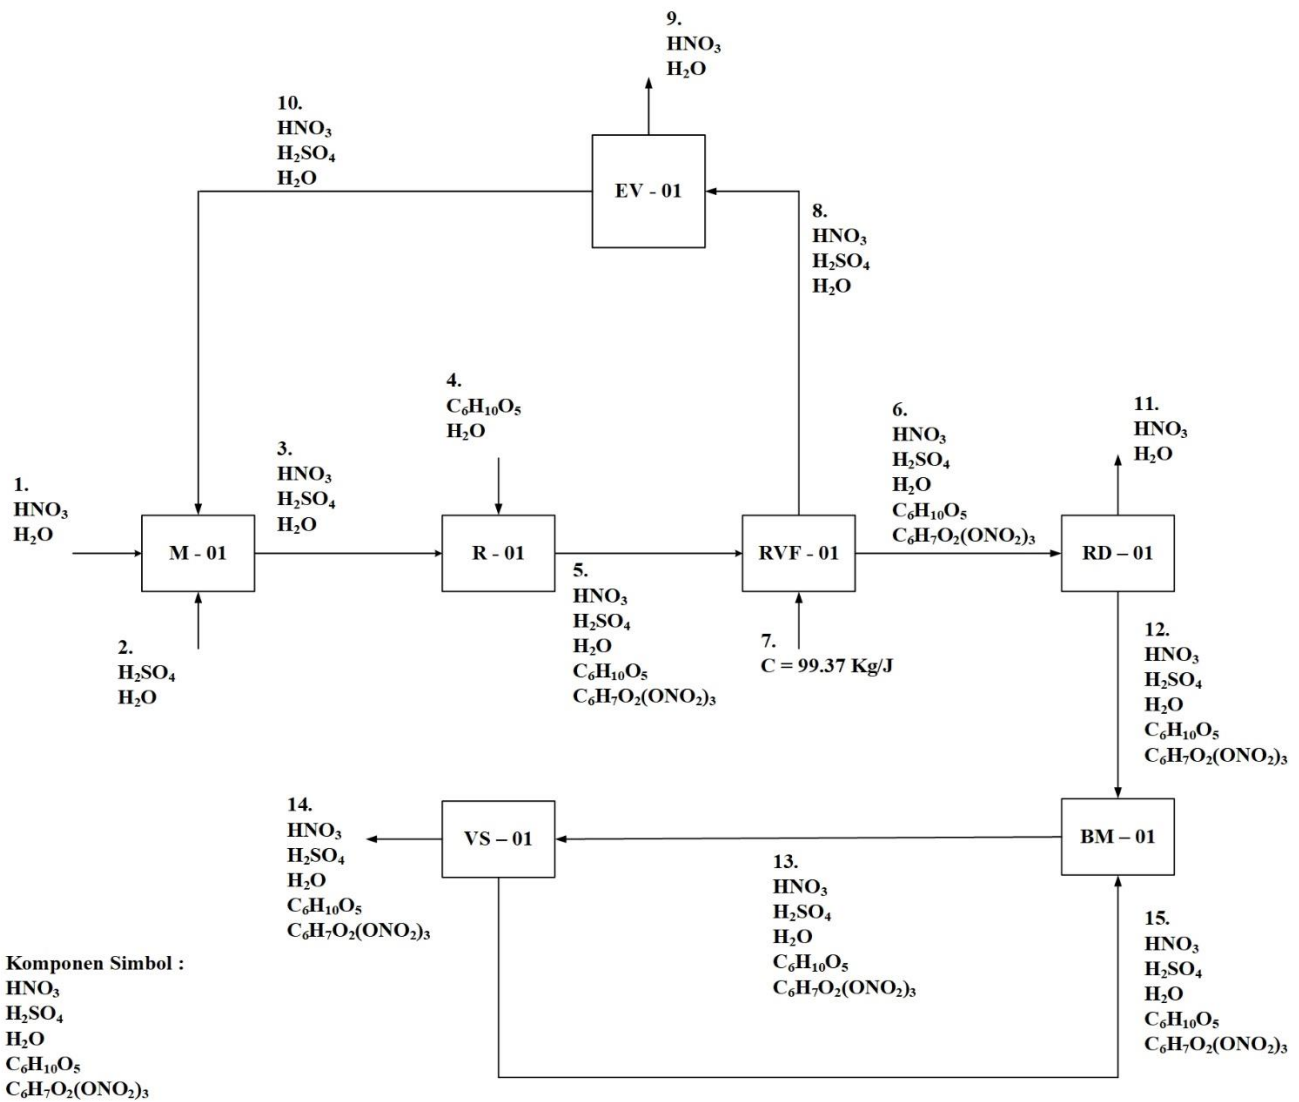 9.
HNO₃
H₂O
10.
HNO₃
H₂SO₄
H₂O
EV - 01
8.
HNO₃
H₂SO₄
H₂O
4.
C₆H₁₀O₅
H₂O
6.
HNO₃
H₂SO₄
H₂O
C₆H₁₀O₅
C₆H₇O₂(ONO₂)₃
11.
HNO₃
H₂O
3.
HNO₃
H₂SO₄
H₂O
1.
HNO₃
H₂O
M - 01
R - 01
RVF - 01
RD – 01
5.
HNO₃
H₂SO₄
H₂O
C₆H₁₀O₅
C₆H₇O₂(ONO₂)₃
2.
H₂SO₄
H₂O
7.
C = 99.37 Kg/J
12.
HNO₃
H₂SO₄
H₂O
C₆H₁₀O₅
C₆H₇O₂(ONO₂)₃
14.
HNO₃
H₂SO₄
H₂O
C₆H₁₀O₅
C₆H₇O₂(ONO₂)₃
VS – 01
BM – 01
13.
HNO₃
H₂SO₄
H₂O
C₆H₁₀O₅
C₆H₇O₂(ONO₂)₃
15.
HNO₃
H₂SO₄
H₂O
C₆H₁₀O₅
C₆H₇O₂(ONO₂)₃
Komponen Simbol :
HNO₃
H₂SO₄
H₂O
C₆H₁₀O₅
C₆H₇O₂(ONO₂)₃